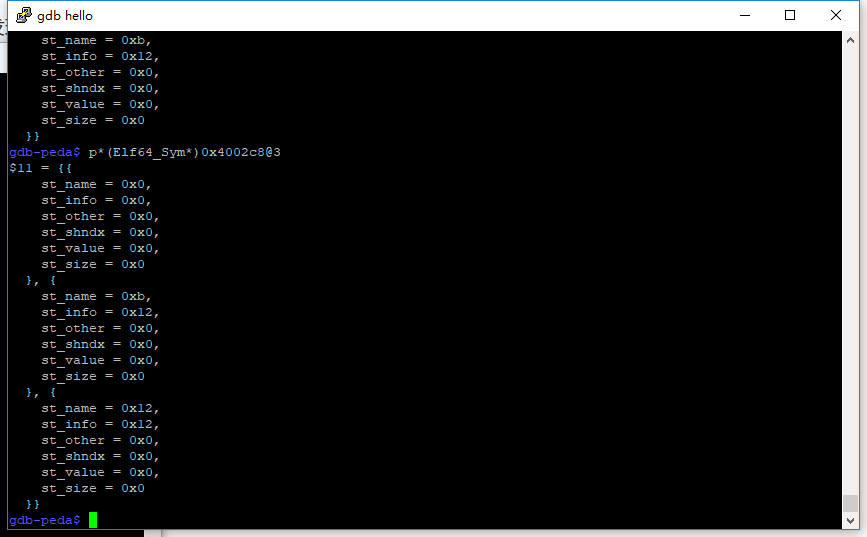 gdb hello
    st_name = 0xb,
    st_info = 0x12,
    st_other = 0x0,
    st_shndx = 0x0,
    st_value = 0x0,
    st_size = 0x0
  }}
gdb-peda$ p*(Elf64_Sym*)0x4002c8@3
$11 = {{
    st_name = 0x0,
    st_info = 0x0,
    st_other = 0x0,
    st_shndx = 0x0,
    st_value = 0x0,
    st_size = 0x0
  }, {
    st_name = 0xb,
    st_info = 0x12,
    st_other = 0x0,
    st_shndx = 0x0,
    st_value = 0x0,
    st_size = 0x0
  }, {
    st_name = 0x12,
    st_info = 0x12,
    st_other = 0x0,
    st_shndx = 0x0,
    st_value = 0x0,
    st_size = 0x0
  }}
gdb-peda$